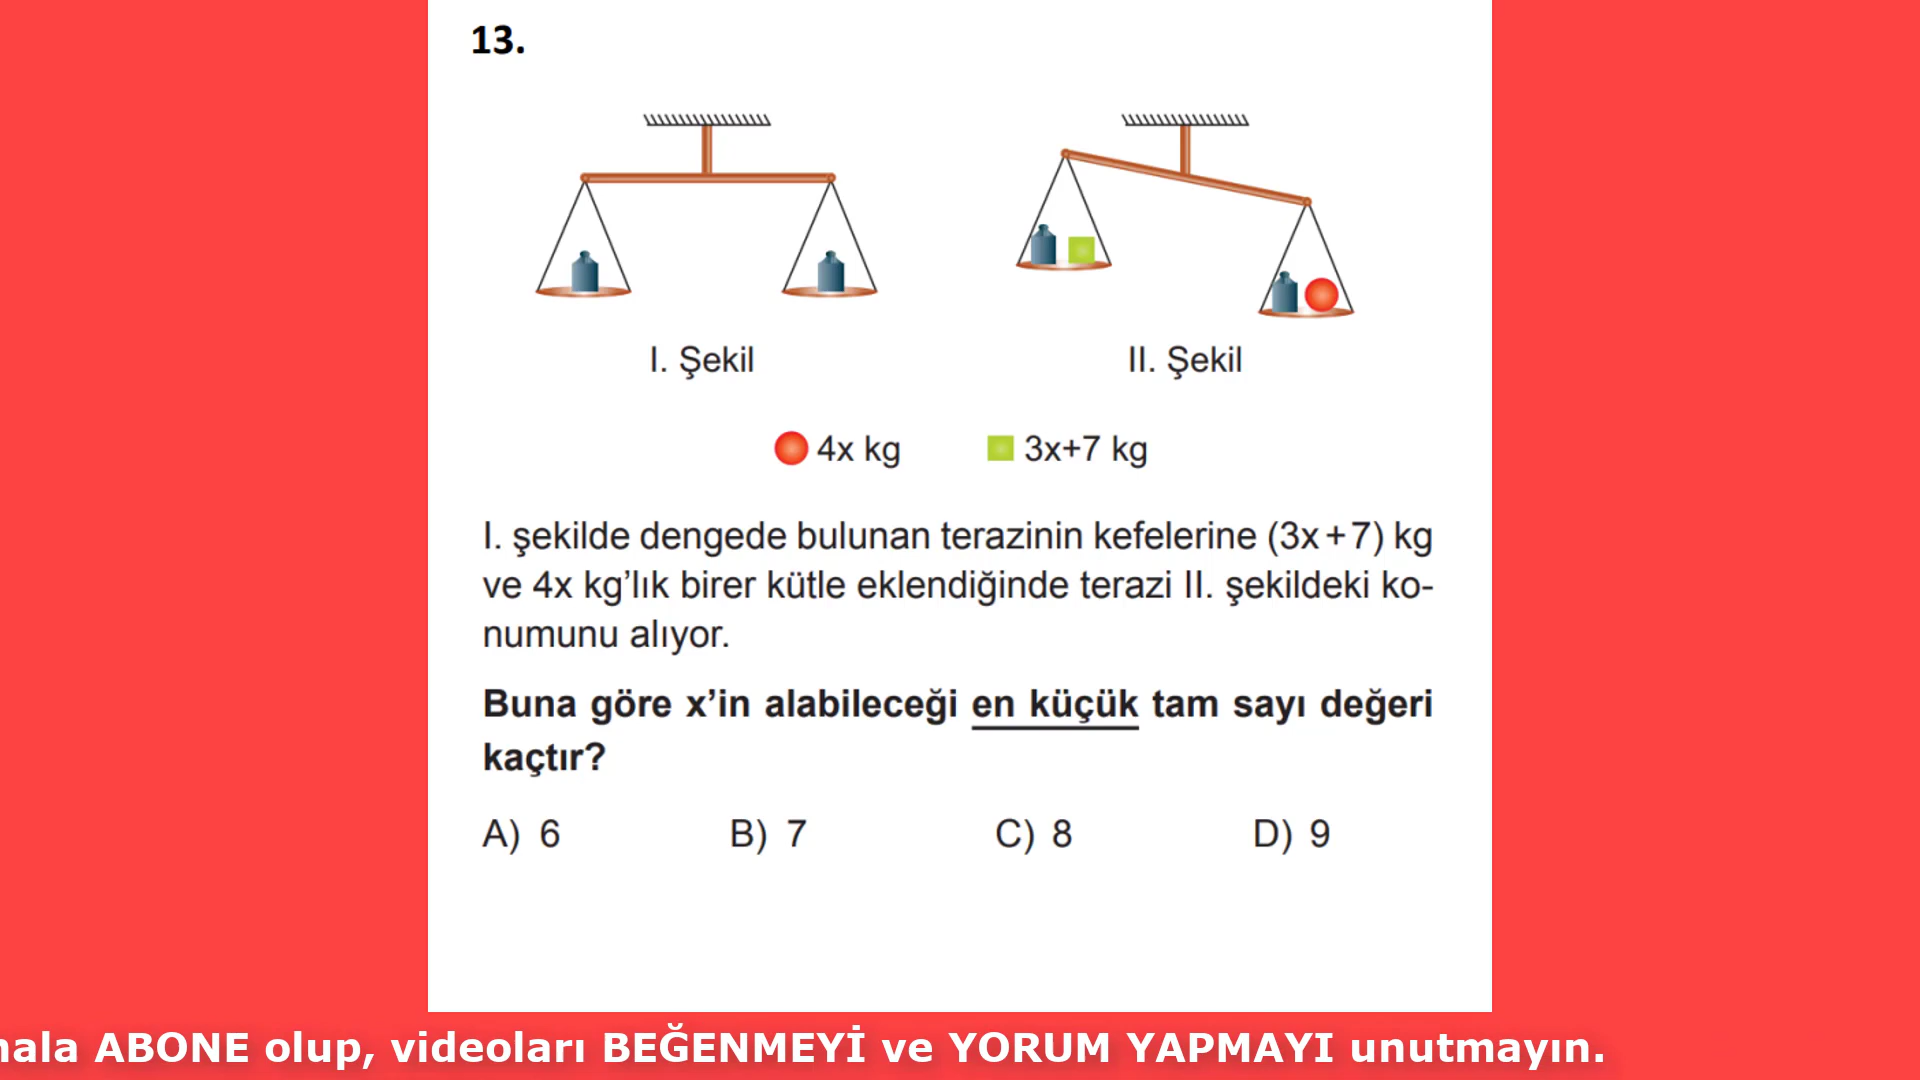 13.
I. Şekil
II. Şekil
4x kg
3x+7 kg
I. şekilde dengede bulunan terazinin kefelerine (3x+7) kg
ve 4x kg’lık birer kütle eklendiğinde terazi II. şekildeki ko-
numunu alıyor.
Buna göre x’in alabileceği en küçük tam sayı değeri
kaçtır?
A) 6
B) 7
C) 8
D) 9
ABONE olup, videoları BEĞENMEYİ ve YORUM YAPMAYI unutmayın.